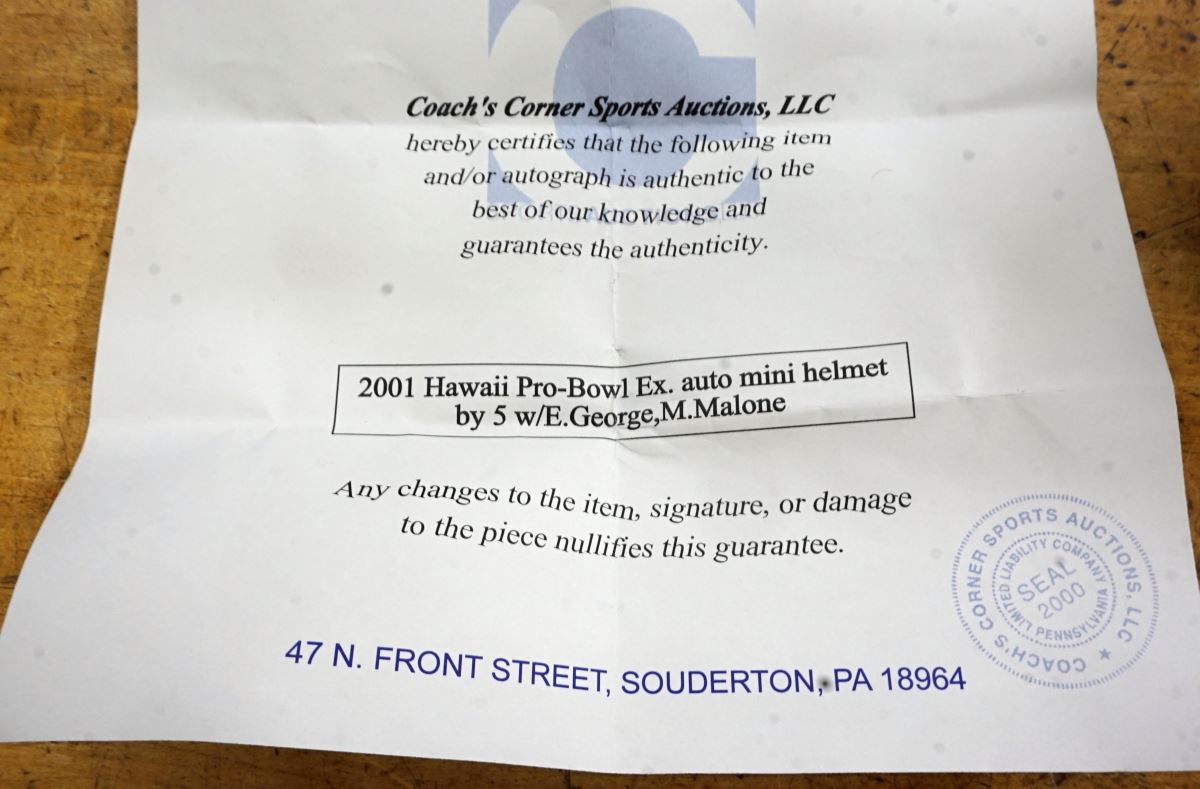 Coach's Corner Sports Auctions, LLC
hereby certifies that the following item
and/or autograph is authentic to the
best of our knowledge and
guarantees the authenticity.
2001 Hawaii Pro-Bowl Ex. auto mini helmet
by 5 w/E.George,M.Malone
Any changes to the item, signature, or damage
to the piece nullifies this guarantee.
COACH'S CORNER SPORTS AUCTIONS, LLC ★
LIMITED LIABILITY COMPANY
PENNSYLVANIA
SEAL
2000
47 N. FRONT STREET, SOUDERTON, PA 18964